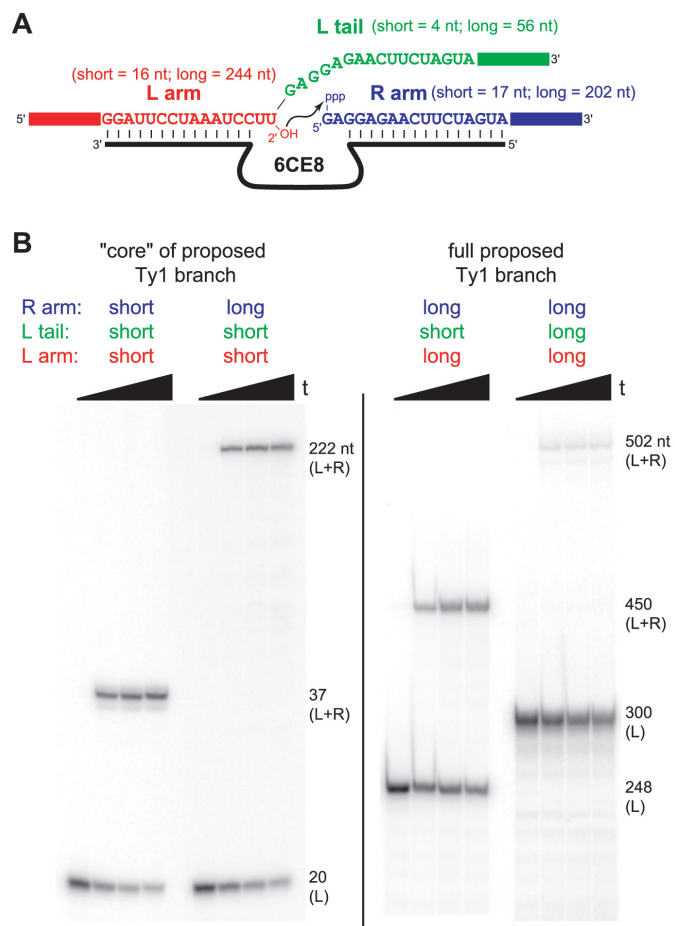 A
L tail (short = 4 nt; long = 56 nt)
GAGGAGAACUUCUAGUA 3'
(short = 16 nt; long = 244 nt)
L arm
ppp R arm (short = 17 nt; long = 202 nt)
5' GGAUUCCUAAAUCCUU 2' OH 5' GAGGAGAACUUCUAGUA 3'
3' 6CE8 5'
B
"core" of proposed
Ty1 branch
full proposed
Ty1 branch
R arm: short long long long
L tail: short short short long
L arm: short short long long
t t
222 nt
(L+R)
37
(L+R)
20
(L)
502 nt
(L+R)
450
(L+R)
300
(L)
248
(L)